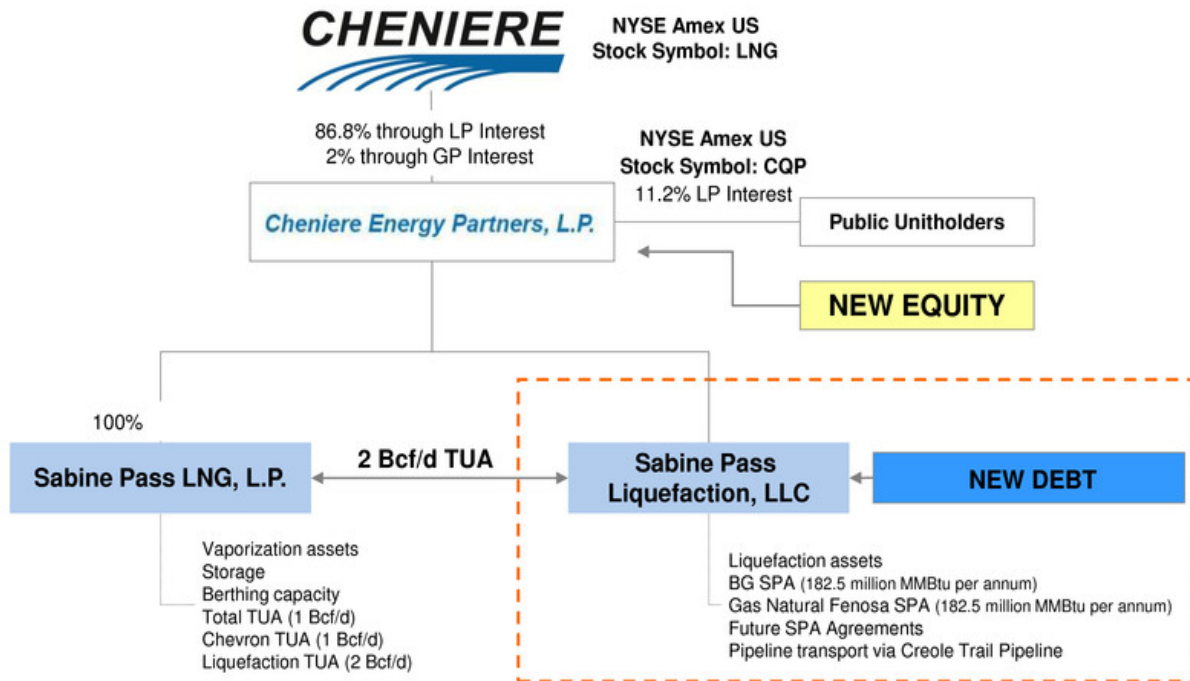 CHENIERE
NYSE Amex US
Stock Symbol: LNG
86.8% through LP Interest
2% through GP Interest
NYSE Amex US
Stock Symbol: CQP
11.2% LP Interest
Cheniere Energy Partners, L.P.
Public Unitholders
NEW EQUITY
100%
Sabine Pass LNG, L.P.
2 Bcf/d TUA
Sabine Pass
Liquefaction, LLC
NEW DEBT
Vaporization assets
Storage
Berthing capacity
Total TUA (1 Bcf/d)
Chevron TUA (1 Bcf/d)
Liquefaction TUA (2 Bcf/d)
Liquefaction assets
BG SPA (182.5 million MMBtu per annum)
Gas Natural Fenosa SPA (182.5 million MMBtu per annum)
Future SPA Agreements
Pipeline transport via Creole Trail Pipeline